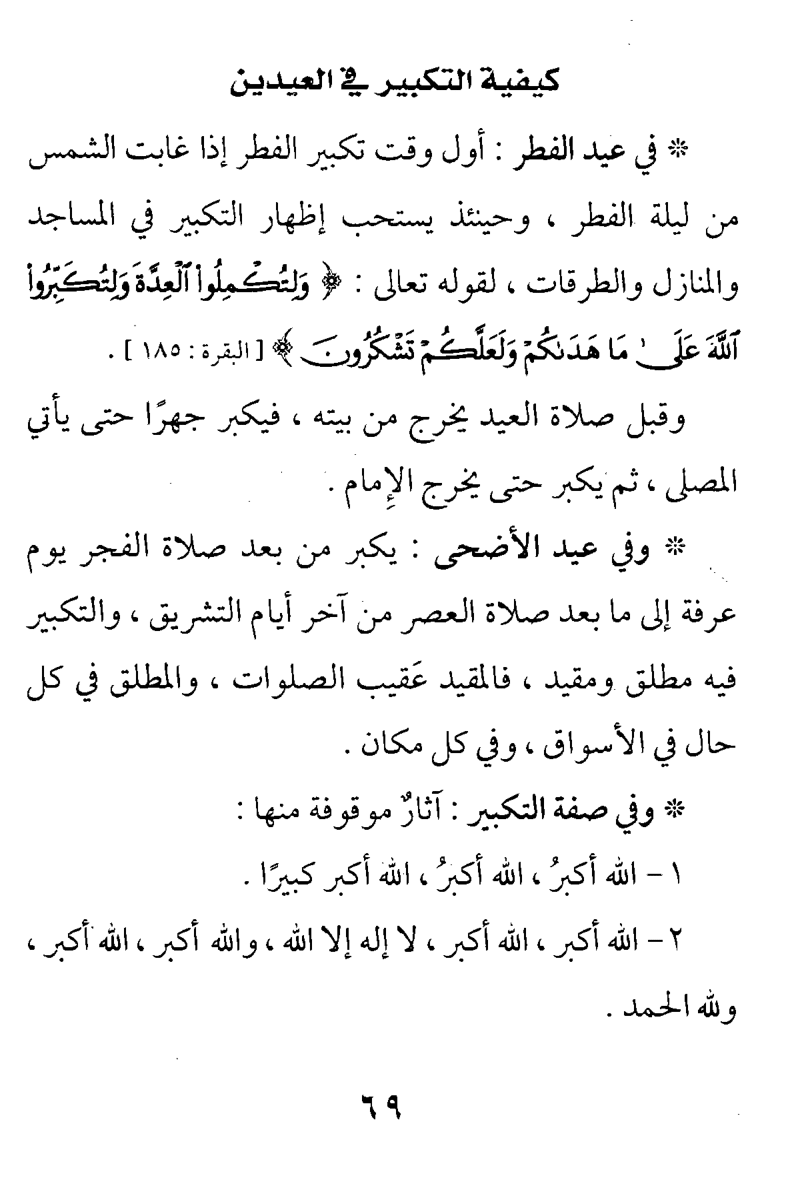 كيفية التكبير في العيدين
* في عيد الفطر : أول وقت تكبير الفطر إذا غابت الشمس
من ليلة الفطر ، وحينئذ يستحب إظهار التكبير في المساجد
والمنازل والطرقات ، لقوله تعالى : ﴿ وَلِتُكْمِلُوا۟ ٱلْعِدَّةَ وَلِتُكَبِّرُوا۟
ٱللَّهَ عَلَىٰ مَا هَدَىٰكُمْ وَلَعَلَّكُمْ تَشْكُرُونَ ﴾ [ البقرة : ١٨٥ ] .
وقبل صلاة العيد يخرج من بيته ، فيكبر جهرًا حتى يأتي
المصلى ، ثم يكبر حتى يخرج الإِمام .
* وفي عيد الأضحى : يكبر من بعد صلاة الفجر يوم
عرفة إلى ما بعد صلاة العصر من آخر أيام التشريق ، والتكبير
فيه مطلق ومقيد ، فالمقيد عَقيب الصلوات ، والمطلق في كل
حال في الأسواق ، وفي كل مكان .
* وفي صفة التكبير : آثارٌ موقوفة منها :
١ – الله أكبرُ ، الله أكبرُ ، الله أكبر كبيرًا .
٢ – الله أكبر ، الله أكبر ، لا إله إلا الله ، والله أكبر ، الله أكبر ،
ولله الحمد .
٦٩